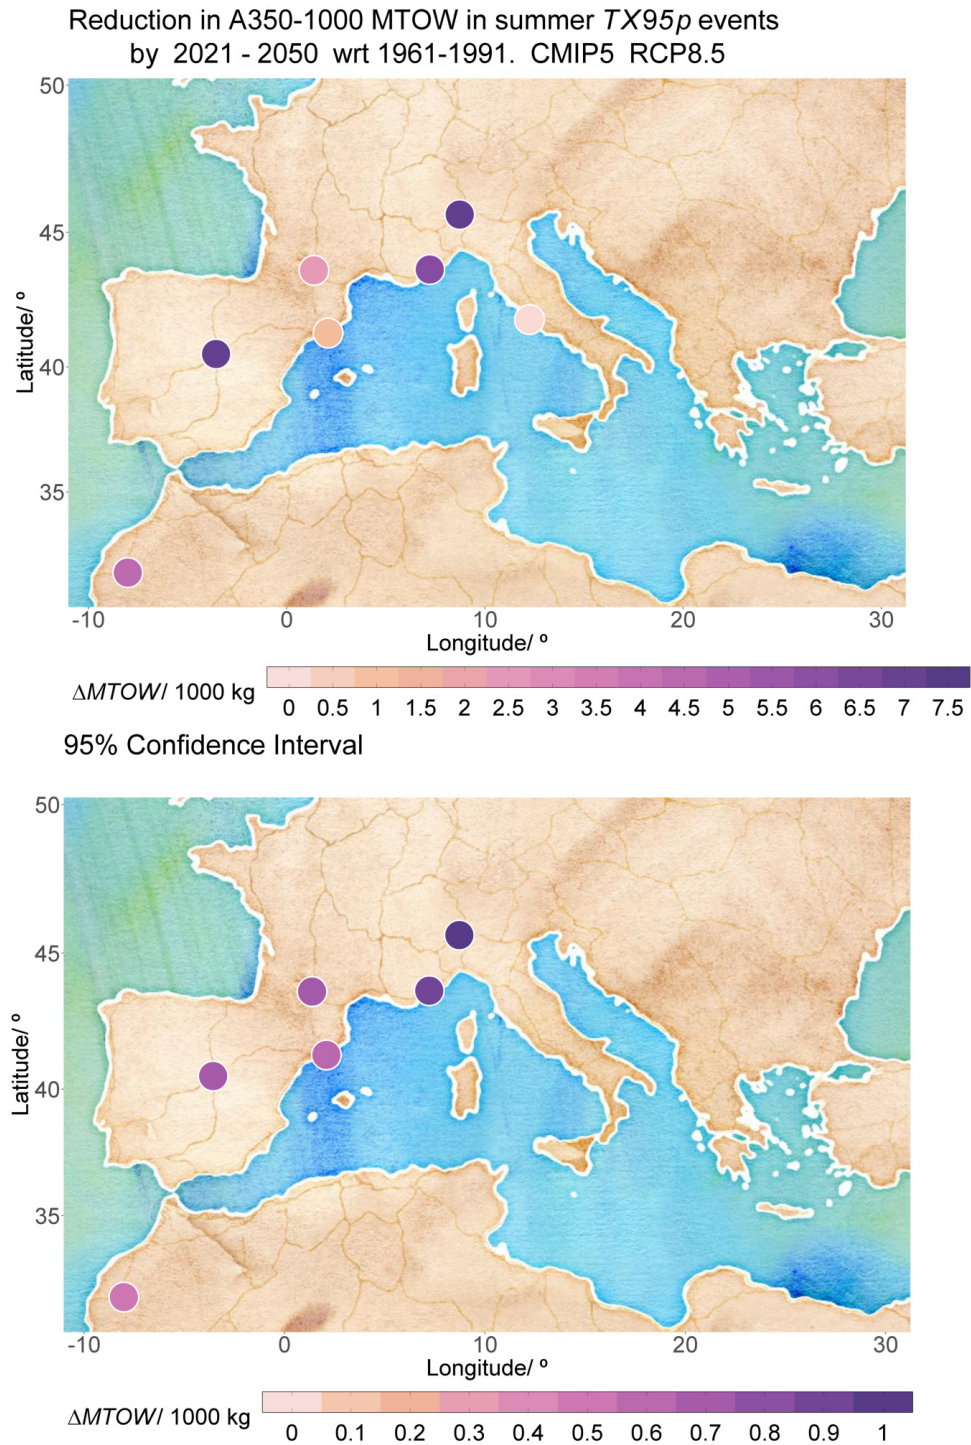 Reduction in A350-1000 MTOW in summer TX95p events
by 2021 - 2050 wrt 1961-1991. CMIP5 RCP8.5
50
45
40
35
Latitude/ º
-10 0 10 20 30
Longitude/ º
ΔMTOW/ 1000 kg
0 0.5 1 1.5 2 2.5 3 3.5 4 4.5 5 5.5 6 6.5 7 7.5
95% Confidence Interval
50
45
40
35
Latitude/ º
-10 0 10 20 30
Longitude/ º
ΔMTOW/ 1000 kg
0 0.1 0.2 0.3 0.4 0.5 0.6 0.7 0.8 0.9 1